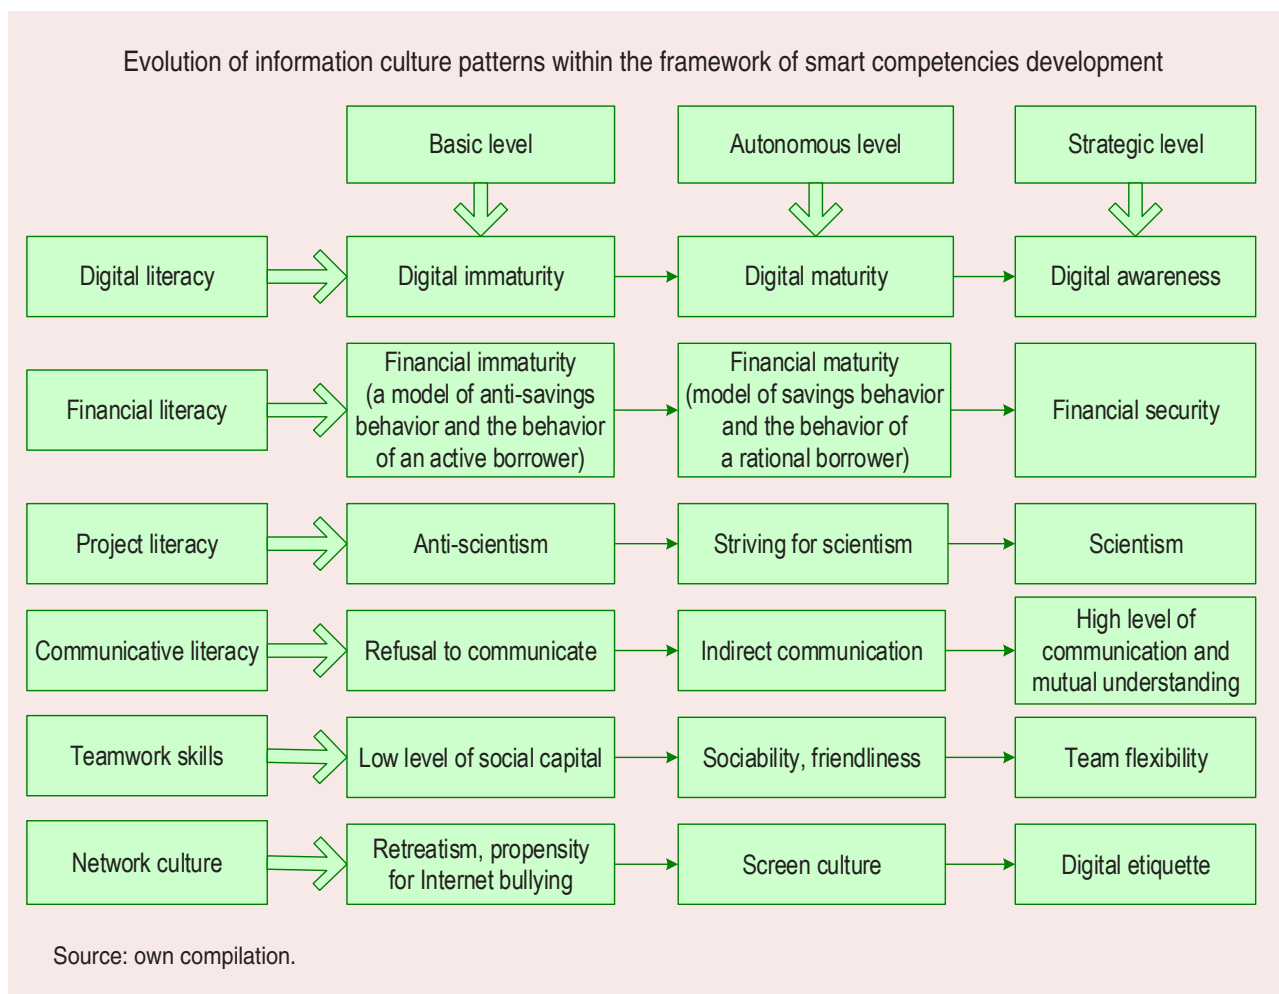 Evolution of information culture patterns within the framework of smart competencies development
Basic level
Autonomous level
Strategic level
Digital literacy
Digital immaturity
Digital maturity
Digital awareness
Financial literacy
Financial immaturity
(a model of anti-savings
behavior and the behavior
of an active borrower)
Financial maturity
(model of savings behavior
and the behavior of
a rational borrower)
Financial security
Project literacy
Anti-scientism
Striving for scientism
Scientism
Communicative literacy
Refusal to communicate
Indirect communication
High level of
communication and
mutual understanding
Teamwork skills
Low level of social capital
Sociability, friendliness
Team flexibility
Network culture
Retreatism, propensity
for Internet bullying
Screen culture
Digital etiquette
Source: own compilation.